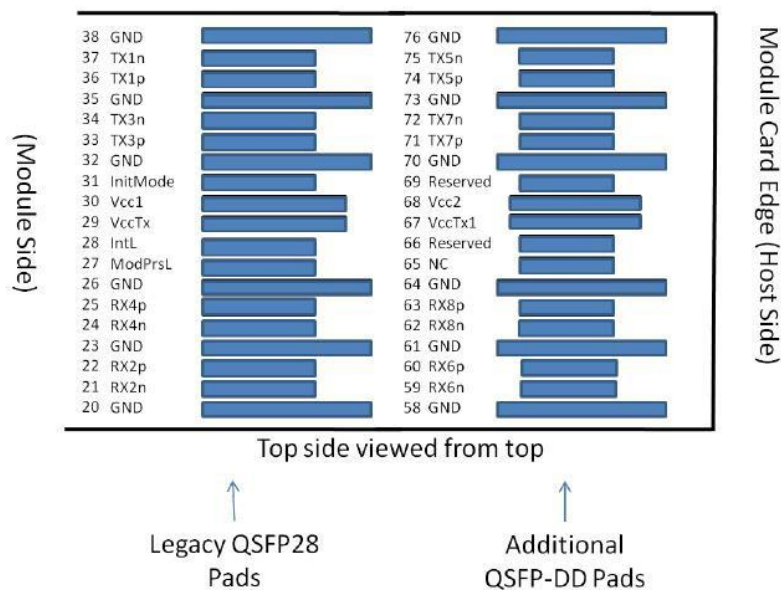 38 GND 76 GND
37 TX1n 75 TX5n
36 TX1p 74 TX5p
35 GND 73 GND
34 TX3n 72 TX7n
33 TX3p 71 TX7p
32 GND 70 GND
31 InitMode 69 Reserved
30 Vcc1 68 Vcc2
29 VccTx 67 VccTx1
28 IntL 66 Reserved
27 ModPrsL 65 NC
26 GND 64 GND
25 RX4p 63 RX8p
24 RX4n 62 RX8n
23 GND 61 GND
22 RX2p 60 RX6p
21 RX2n 59 RX6n
20 GND 58 GND
(Module Side)
Module Card Edge (Host Side)
Top side viewed from top
Legacy QSFP28
Pads
Additional
QSFP-DD Pads